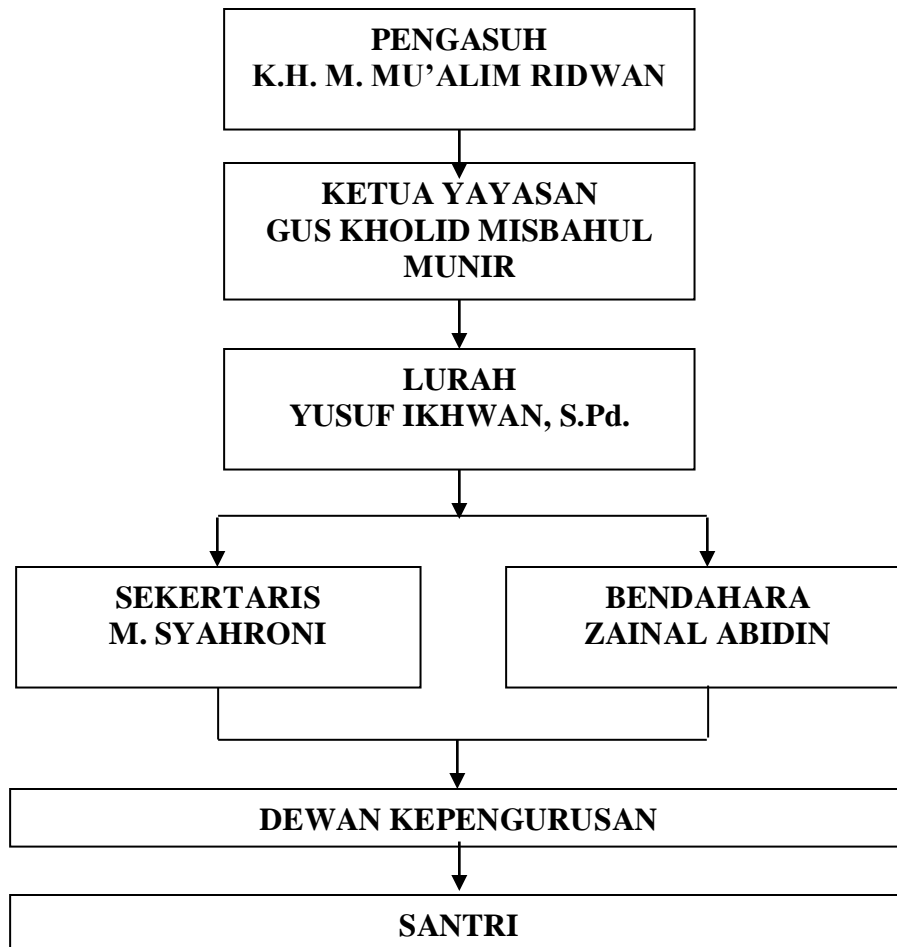 PENGASUH
K.H. M. MU’ALIM RIDWAN
KETUA YAYASAN
GUS KHOLID MISBAHUL
MUNIR
LURAH
YUSUF IKHWAN, S.Pd.
SEKERTARIS
M. SYAHRONI
BENDAHARA
ZAINAL ABIDIN
DEWAN KEPENGURUSAN
SANTRI